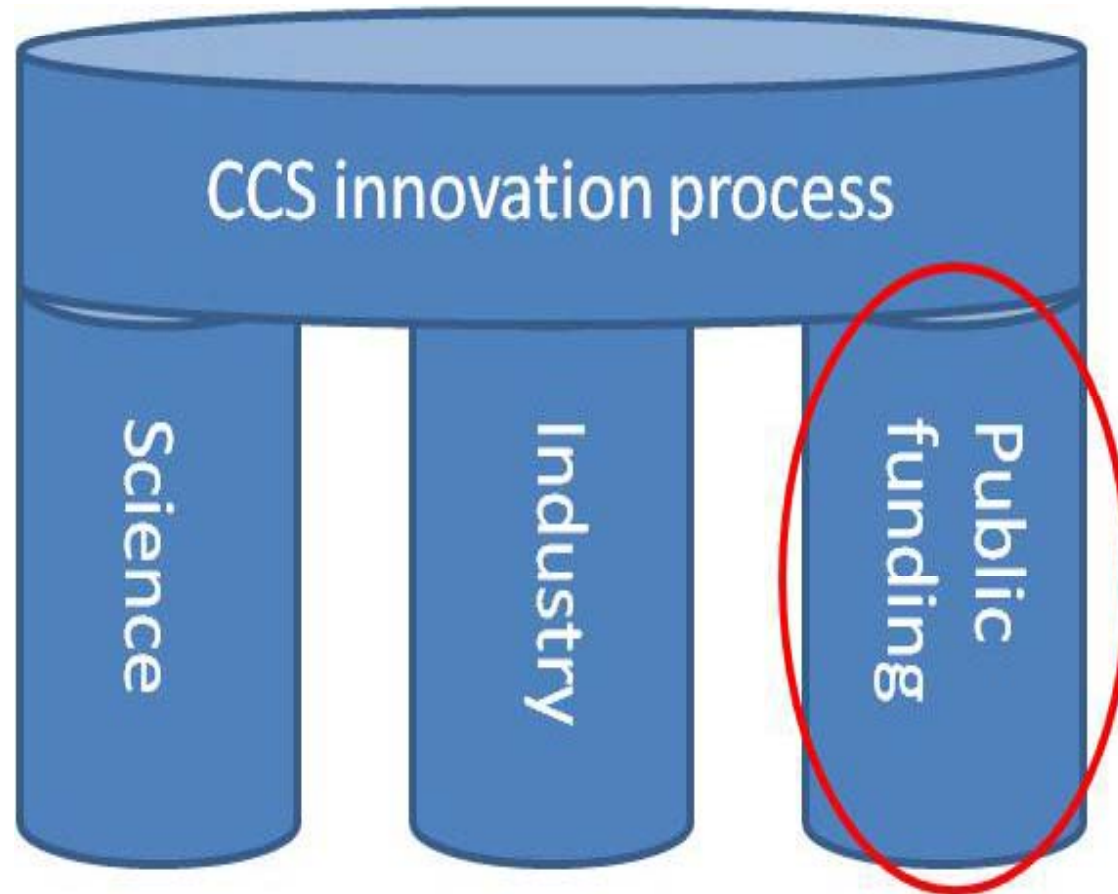 CCS innovation process
Science
Industry
Public
funding